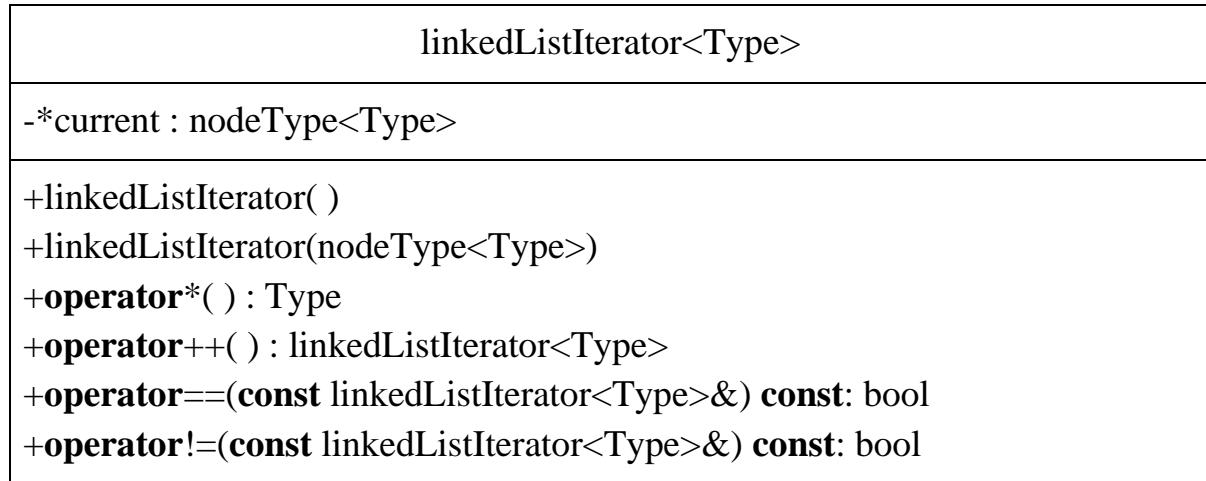 linkedListIterator<Type>
-*current : nodeType<Type>
+linkedListIterator( )
+linkedListIterator(nodeType<Type>)
+operator*( ) : Type
+operator++( ) : linkedListIterator<Type>
+operator==(const linkedListIterator<Type>&) const: bool
+operator!=(const linkedListIterator<Type>&) const: bool